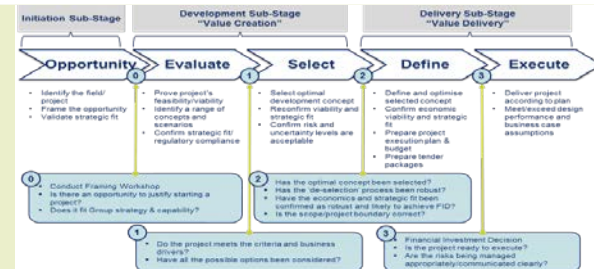 Initiation Sub-Stage
Development Sub-Stage
"Value Creation"
Delivery Sub-Stage
"Value Delivery"
Opportunity
Evaluate
Select
Define
Execute
0
1
2
3
• Identify the field/
project
• Frame the opportunity
• Validate strategic fit
• Prove project's
feasibility/viability
• Identify a range of
concepts and
scenarios
• Confirm strategic fit/
regulatory compliance
• Select optimal
development concept
• Reconfirm viability and
strategic fit
• Confirm risk and
uncertainty levels are
acceptable
• Define and optimise
selected concept
• Confirm economic
viability and strategic
fit
• Prepare project
execution plan &
budget
• Prepare tender
packages
• Deliver project
according to plan
• Meet/exceed design
performance and
business case
assumptions
0
• Conduct Framing Workshop
• Is there an opportunity to justify starting a
project?
• Does it fit Group strategy & capability?
2
• Has the optimal concept been selected?
• Has the 'de-selection' process been robust?
• Have the economics and strategic fit been
confirmed as robust and likely to achieve FID?
• Is the scope/project boundary correct?
1
• Do the project meets the criteria and business
drivers?
• Have all the possible options been considered?
3
• Financial Investment Decision
• Is the project ready to execute?
• Are the risks being managed
appropriately/communicated clearly?